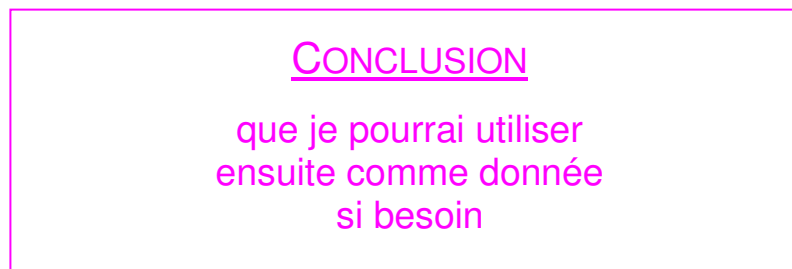 CONCLUSION
que je pourrai utiliser
ensuite comme donnée
si besoin